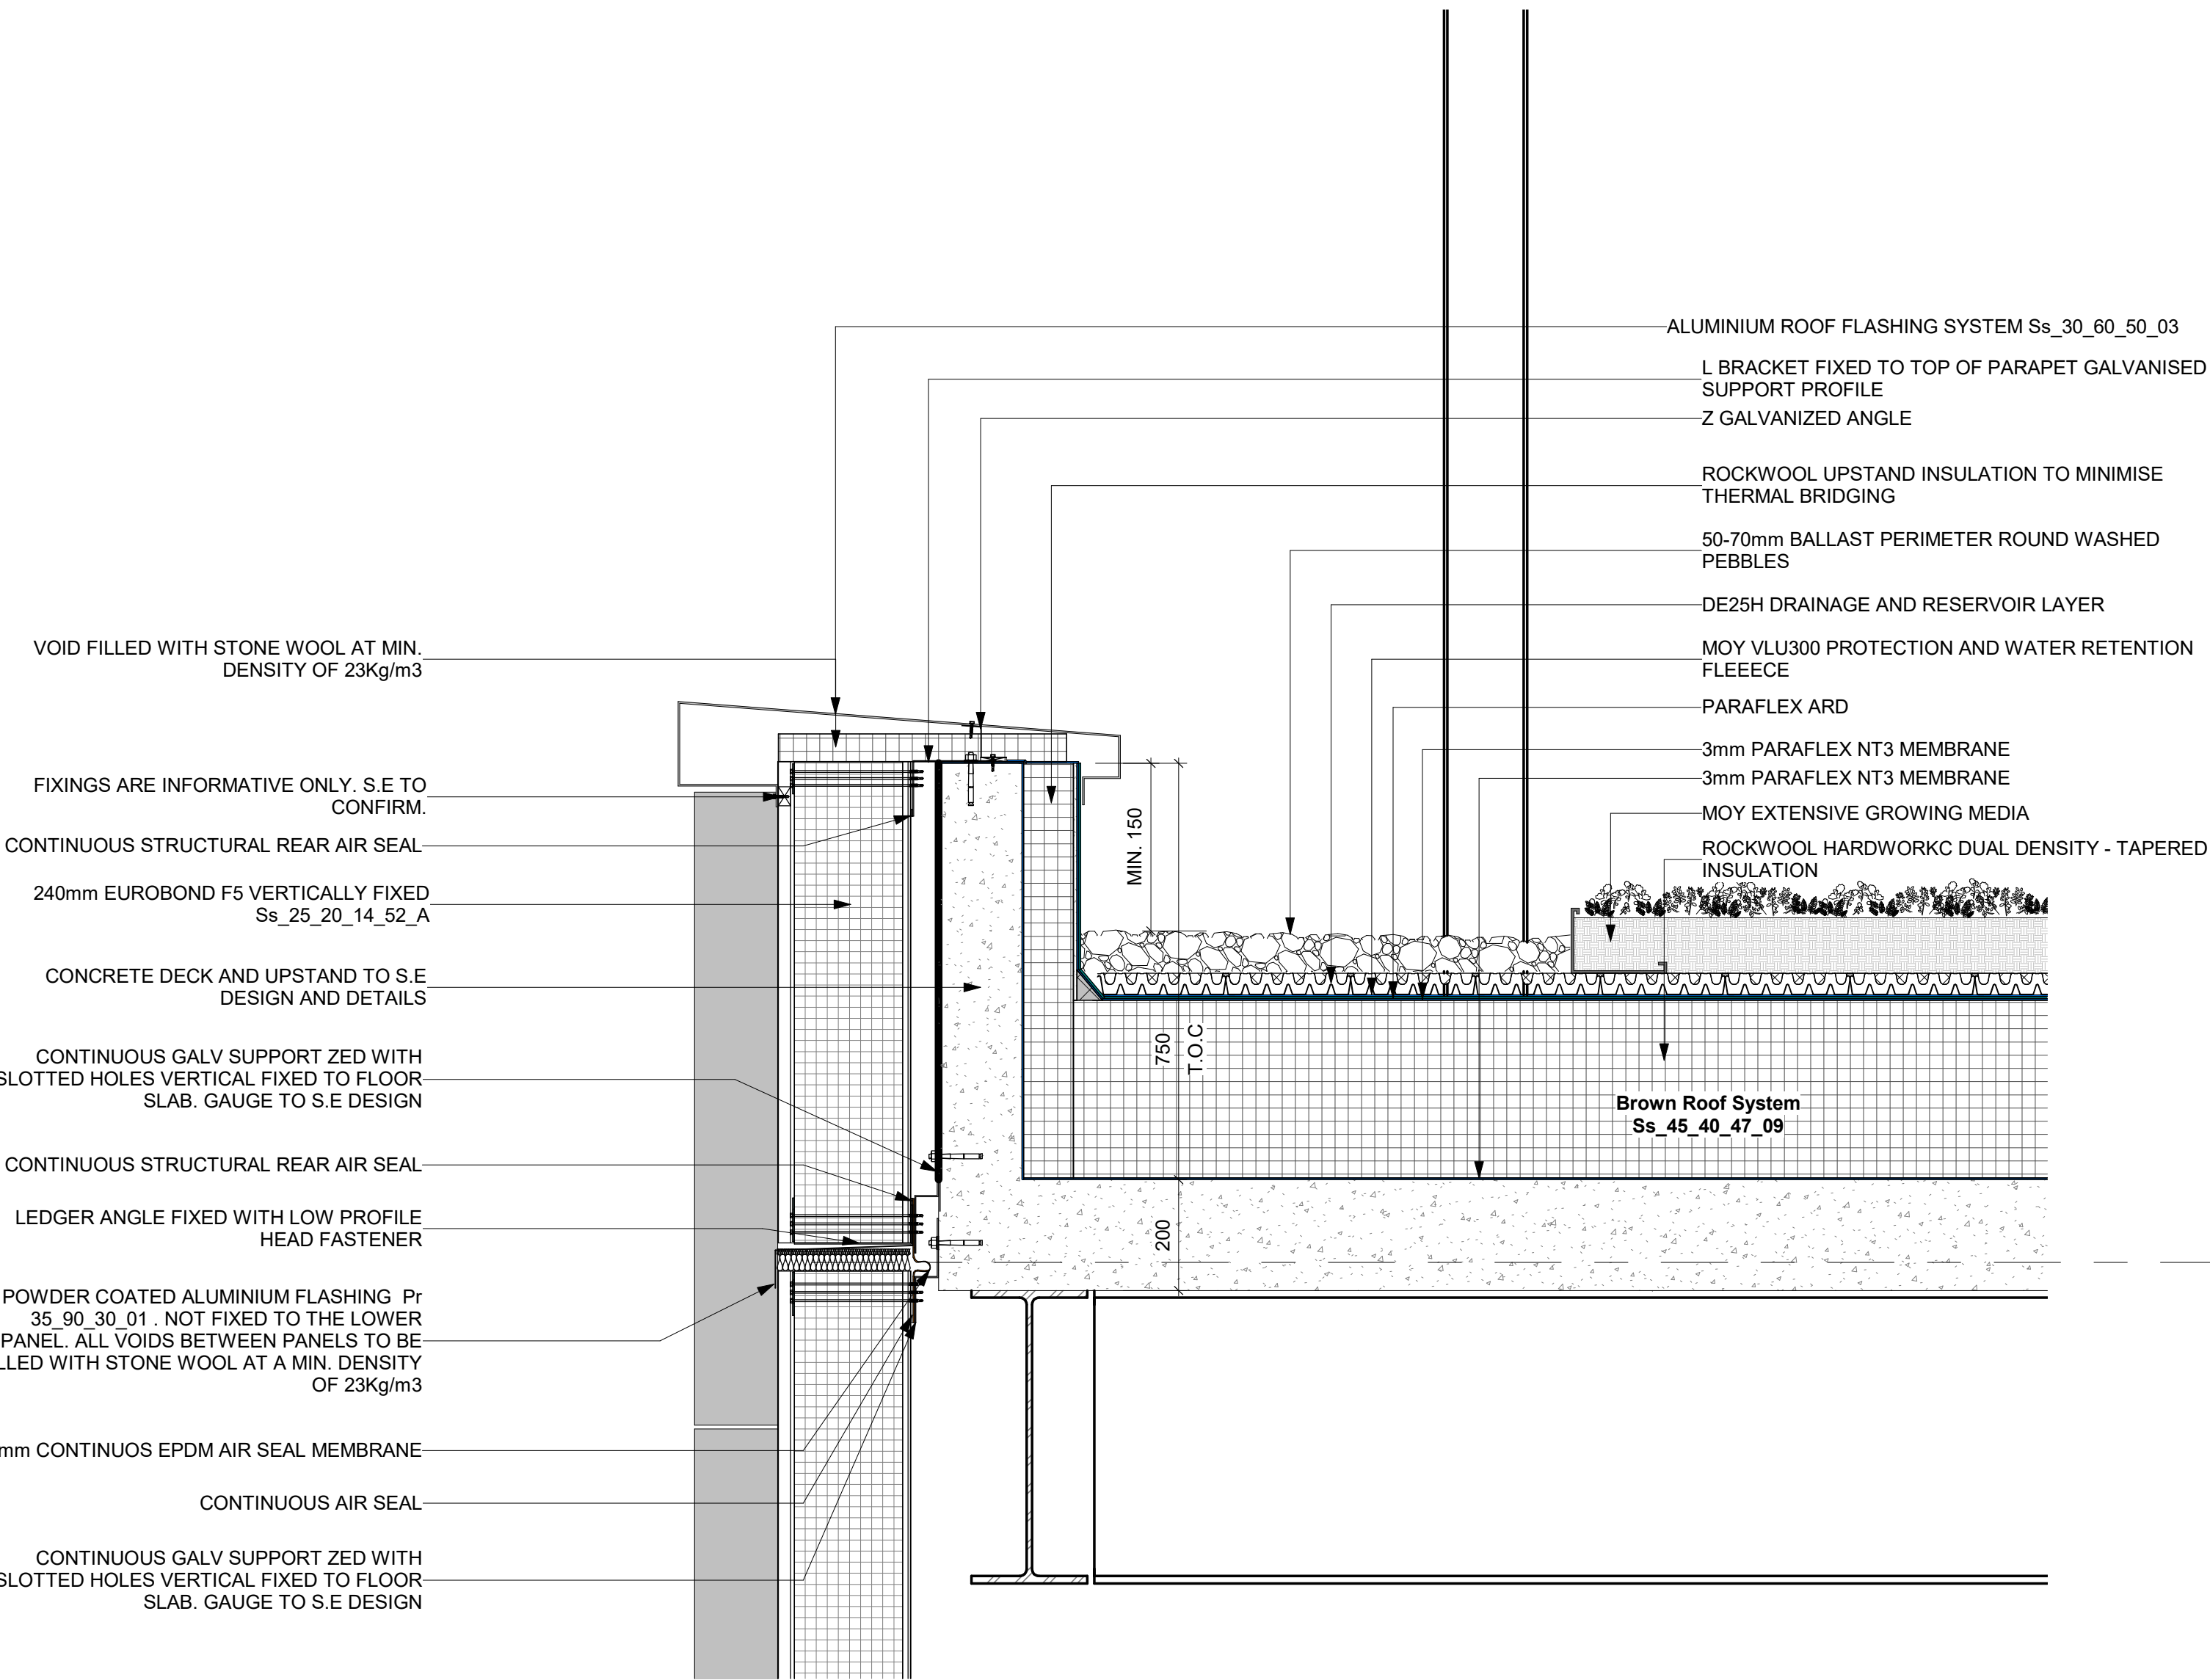 ALUMINIUM ROOF FLASHING SYSTEM Ss_30_60_50_03
L BRACKET FIXED TO TOP OF PARAPET GALVANISED
SUPPORT PROFILE
Z GALVANIZED ANGLE
ROCKWOOL UPSTAND INSULATION TO MINIMISE
THERMAL BRIDGING
50-70mm BALLAST PERIMETER ROUND WASHED
PEBBLES
DE25H DRAINAGE AND RESERVOIR LAYER
MOY VLU300 PROTECTION AND WATER RETENTION
FLEEECE
PARAFLEX ARD
3mm PARAFLEX NT3 MEMBRANE
3mm PARAFLEX NT3 MEMBRANE
MOY EXTENSIVE GROWING MEDIA
ROCKWOOL HARDWORKC DUAL DENSITY - TAPERED
INSULATION
VOID FILLED WITH STONE WOOL AT MIN.
DENSITY OF 23Kg/m3
FIXINGS ARE INFORMATIVE ONLY. S.E TO
CONFIRM.
CONTINUOUS STRUCTURAL REAR AIR SEAL
240mm EUROBOND F5 VERTICALLY FIXED
Ss_25_20_14_52_A
CONCRETE DECK AND UPSTAND TO S.E
DESIGN AND DETAILS
CONTINUOUS GALV SUPPORT ZED WITH
SLOTTED HOLES VERTICAL FIXED TO FLOOR
SLAB. GAUGE TO S.E DESIGN
CONTINUOUS STRUCTURAL REAR AIR SEAL
LEDGER ANGLE FIXED WITH LOW PROFILE
HEAD FASTENER
POWDER COATED ALUMINIUM FLASHING Pr
35_90_30_01 . NOT FIXED TO THE LOWER
PANEL. ALL VOIDS BETWEEN PANELS TO BE
LLED WITH STONE WOOL AT A MIN. DENSITY
OF 23Kg/m3
mm CONTINUOS EPDM AIR SEAL MEMBRANE
CONTINUOUS AIR SEAL
CONTINUOUS GALV SUPPORT ZED WITH
SLOTTED HOLES VERTICAL FIXED TO FLOOR
SLAB. GAUGE TO S.E DESIGN
MIN. 150
750
T.O.C
200
Brown Roof System
Ss_45_40_47_09